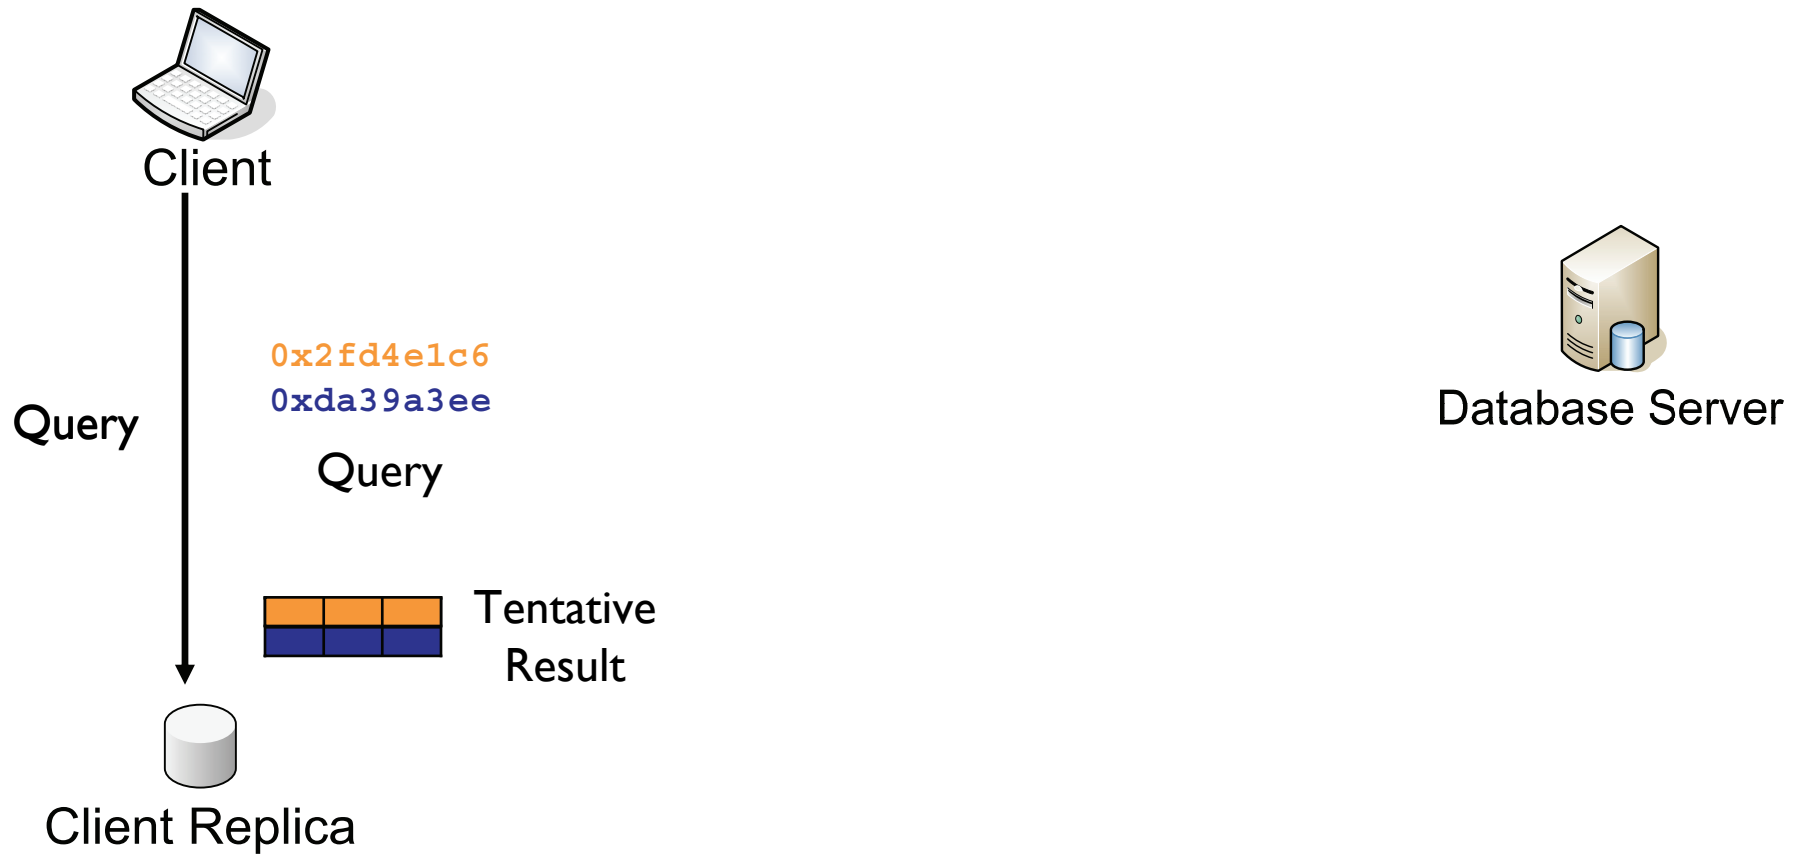 Client
0x2fd4e1c6
0xda39a3ee
Query
Query
Database Server
Tentative
Result
Client Replica